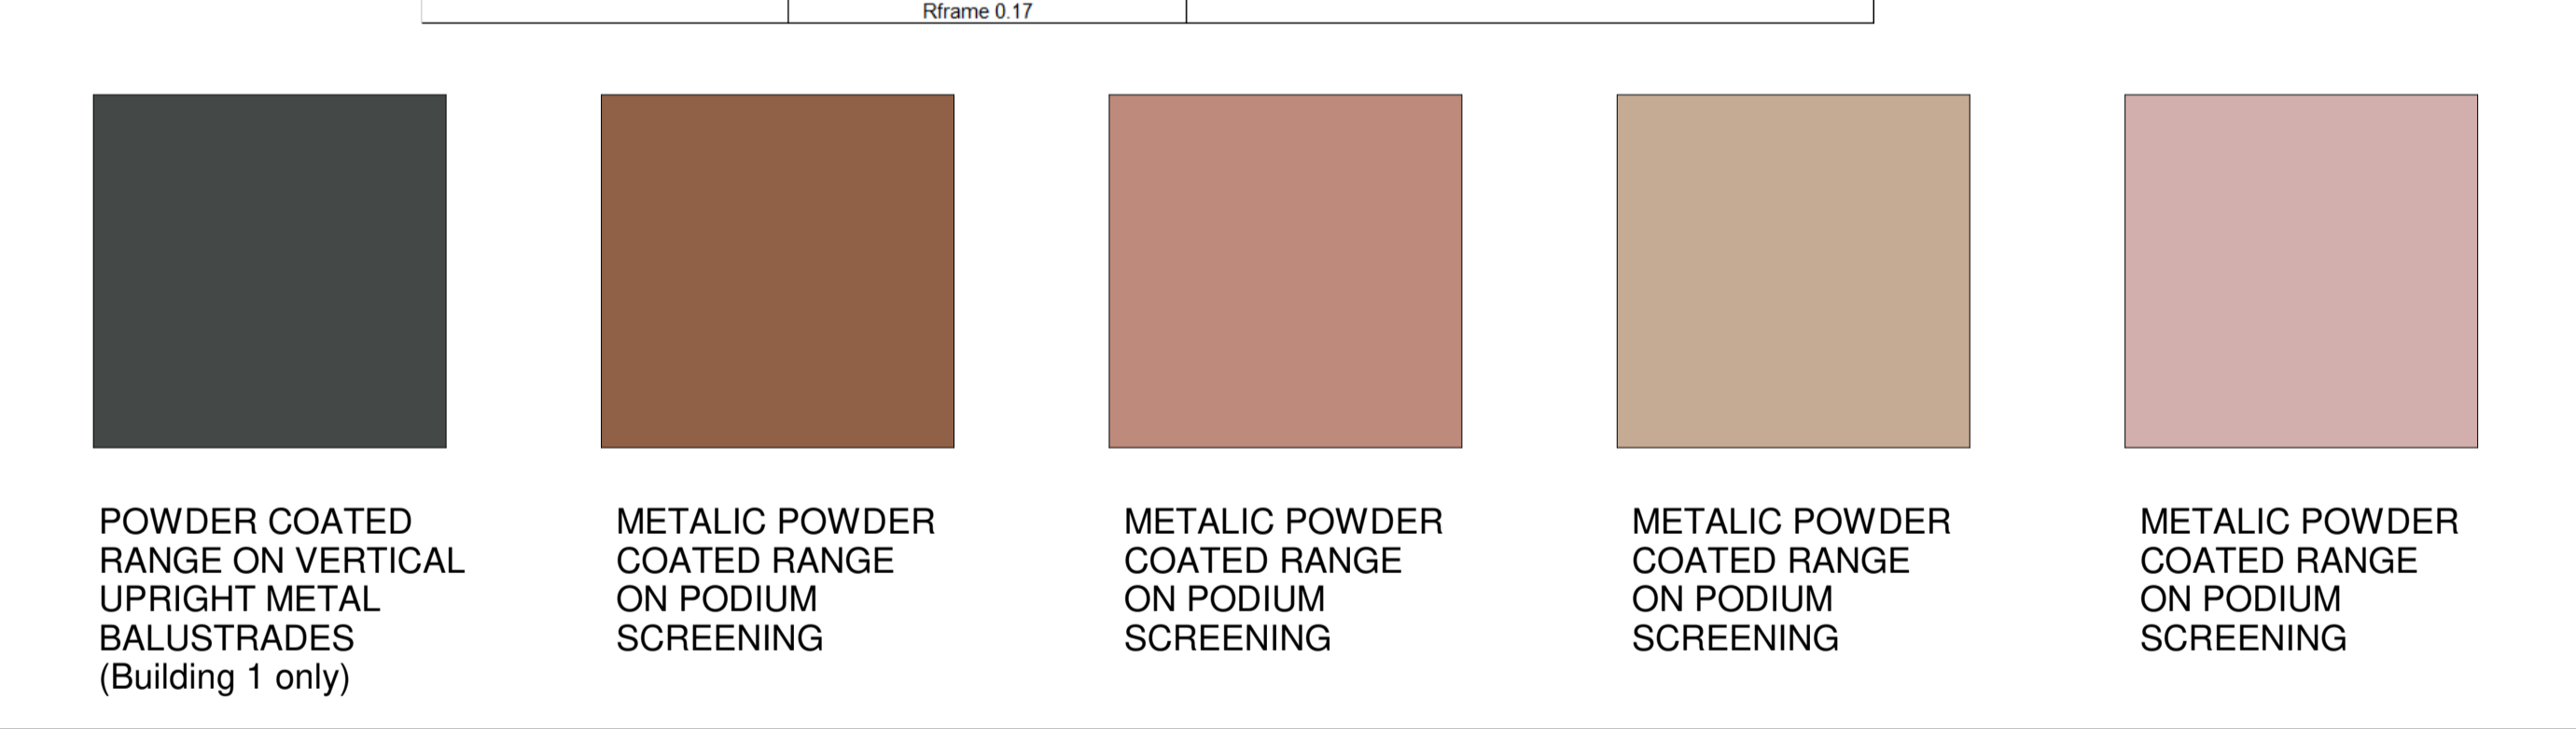 Rframe 0.17
POWDER COATED
RANGE ON VERTICAL
UPRIGHT METAL
BALUSTRADES
(Building 1 only)
METALIC POWDER
COATED RANGE
ON PODIUM
SCREENING
METALIC POWDER
COATED RANGE
ON PODIUM
SCREENING
METALIC POWDER
COATED RANGE
ON PODIUM
SCREENING
METALIC POWDER
COATED RANGE
ON PODIUM
SCREENING